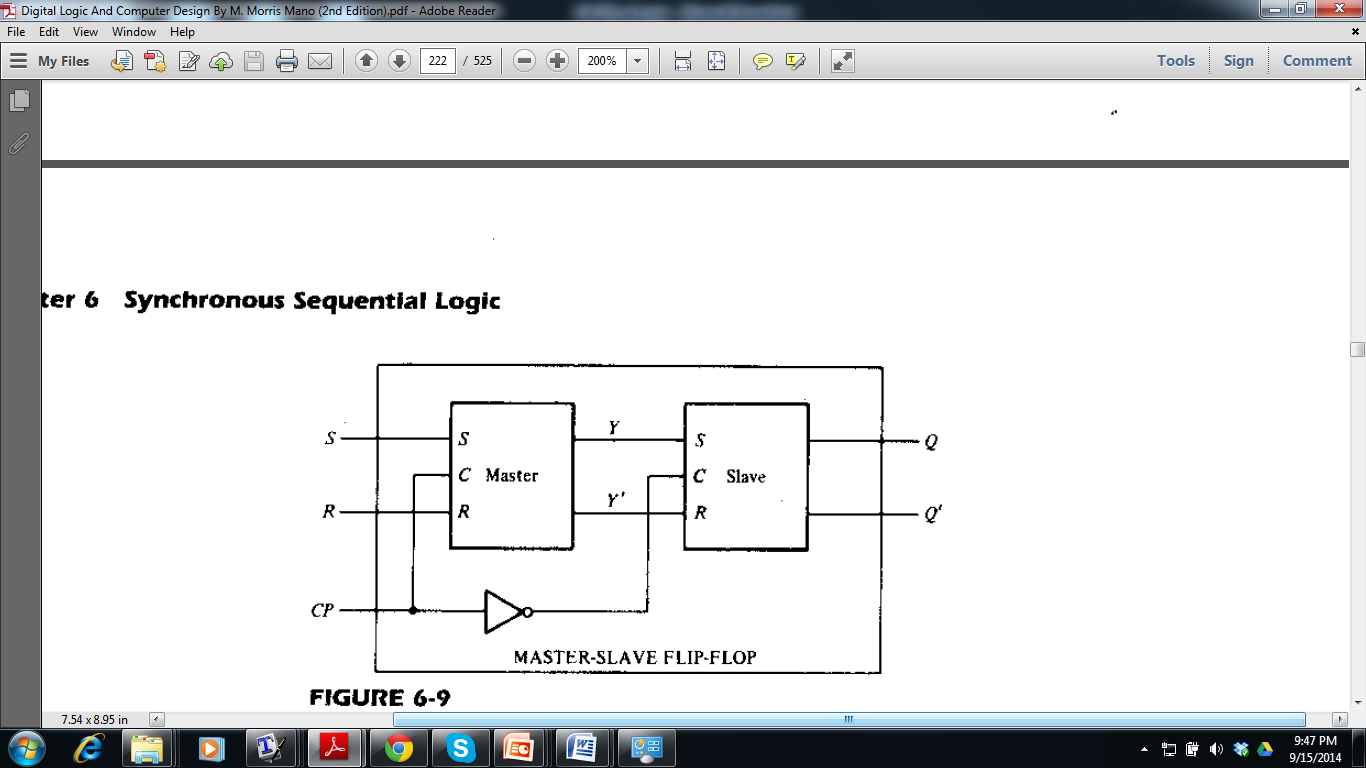 Digital Logic And Computer Design By M. Morris Mano (2nd Edition).pdf - Adobe Reader
File Edit View Window Help
My Files 222 / 525 200% Tools Sign Comment
ter 6 Synchronous Sequential Logic
Y
S S S Q
C Master C Slave
Y'
R R R Q'
CP
MASTER-SLAVE FLIP-FLOP
FIGURE 6-9
7.54 x 8.95 in
9:47 PM
9/15/2014